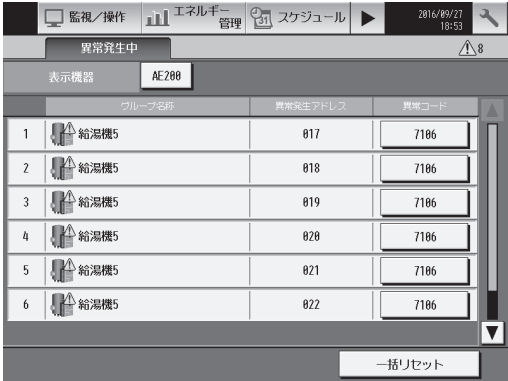 監視/操作 エネルギー管理 スケジュール 2016/09/27 18:53
異常発生中 8
表示機器 AE200
グループ名称 異常発生アドレス 異常コード
1 給湯機5 017 7106
2 給湯機5 018 7106
3 給湯機5 019 7106
4 給湯機5 020 7106
5 給湯機5 021 7106
6 給湯機5 022 7106
一括リセット